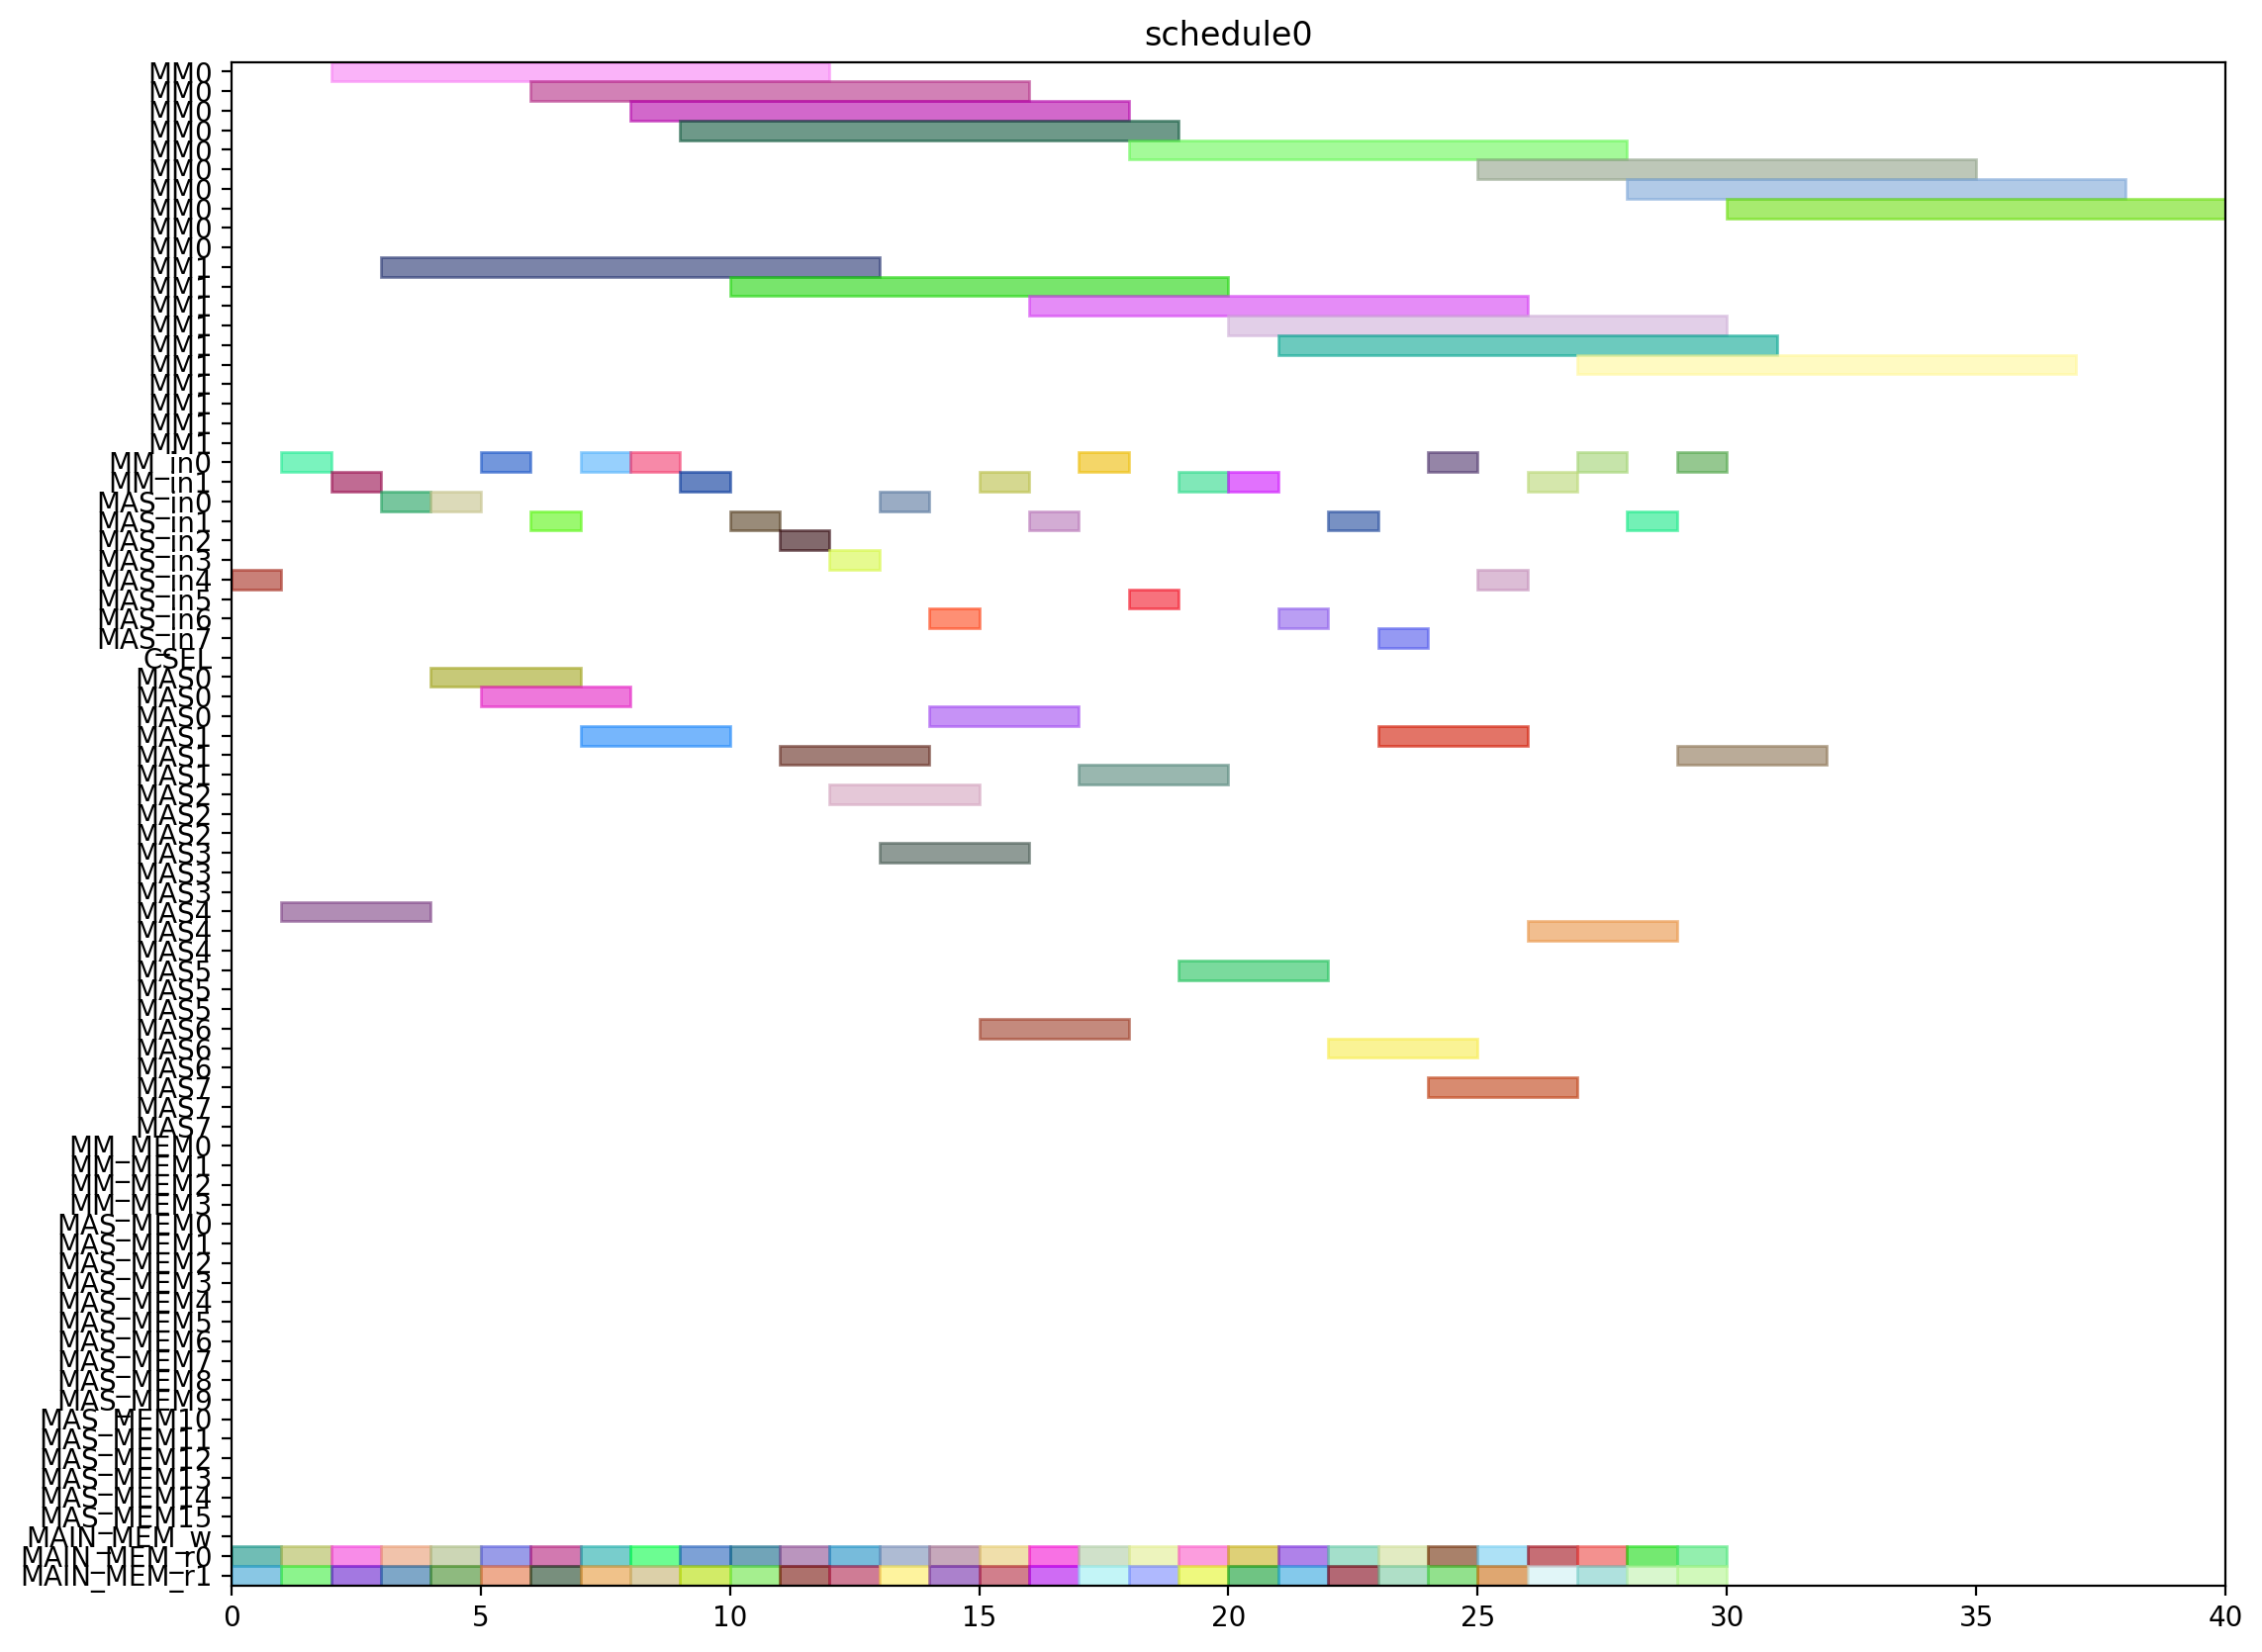 schedule0
MM0
MM0
MM0
MM0
MM0
MM0
MM0
MM0
MM0
MM0
MM1
MM1
MM1
MM1
MM1
MM1
MM1
MM1
MM1
MM1
MM_in0
MM_in1
MAS_in0
MAS_in1
MAS_in2
MAS_in3
MAS_in4
MAS_in5
MAS_in6
MAS_in7
CSEL
MAS0
MAS0
MAS0
MAS1
MAS1
MAS1
MAS2
MAS2
MAS2
MAS3
MAS3
MAS3
MAS4
MAS4
MAS4
MAS5
MAS5
MAS5
MAS6
MAS6
MAS6
MAS7
MAS7
MAS7
MM_MEM0
MM_MEM1
MM_MEM2
MM_MEM3
MAS_MEM0
MAS_MEM1
MAS_MEM2
MAS_MEM3
MAS_MEM4
MAS_MEM5
MAS_MEM6
MAS_MEM7
MAS_MEM8
MAS_MEM9
MAS_MEM10
MAS_MEM11
MAS_MEM12
MAS_MEM13
MAS_MEM14
MAS_MEM15
MAIN_MEM_w
MAIN_MEM_r0
MAIN_MEM_r1
0 5 10 15 20 25 30 35 40